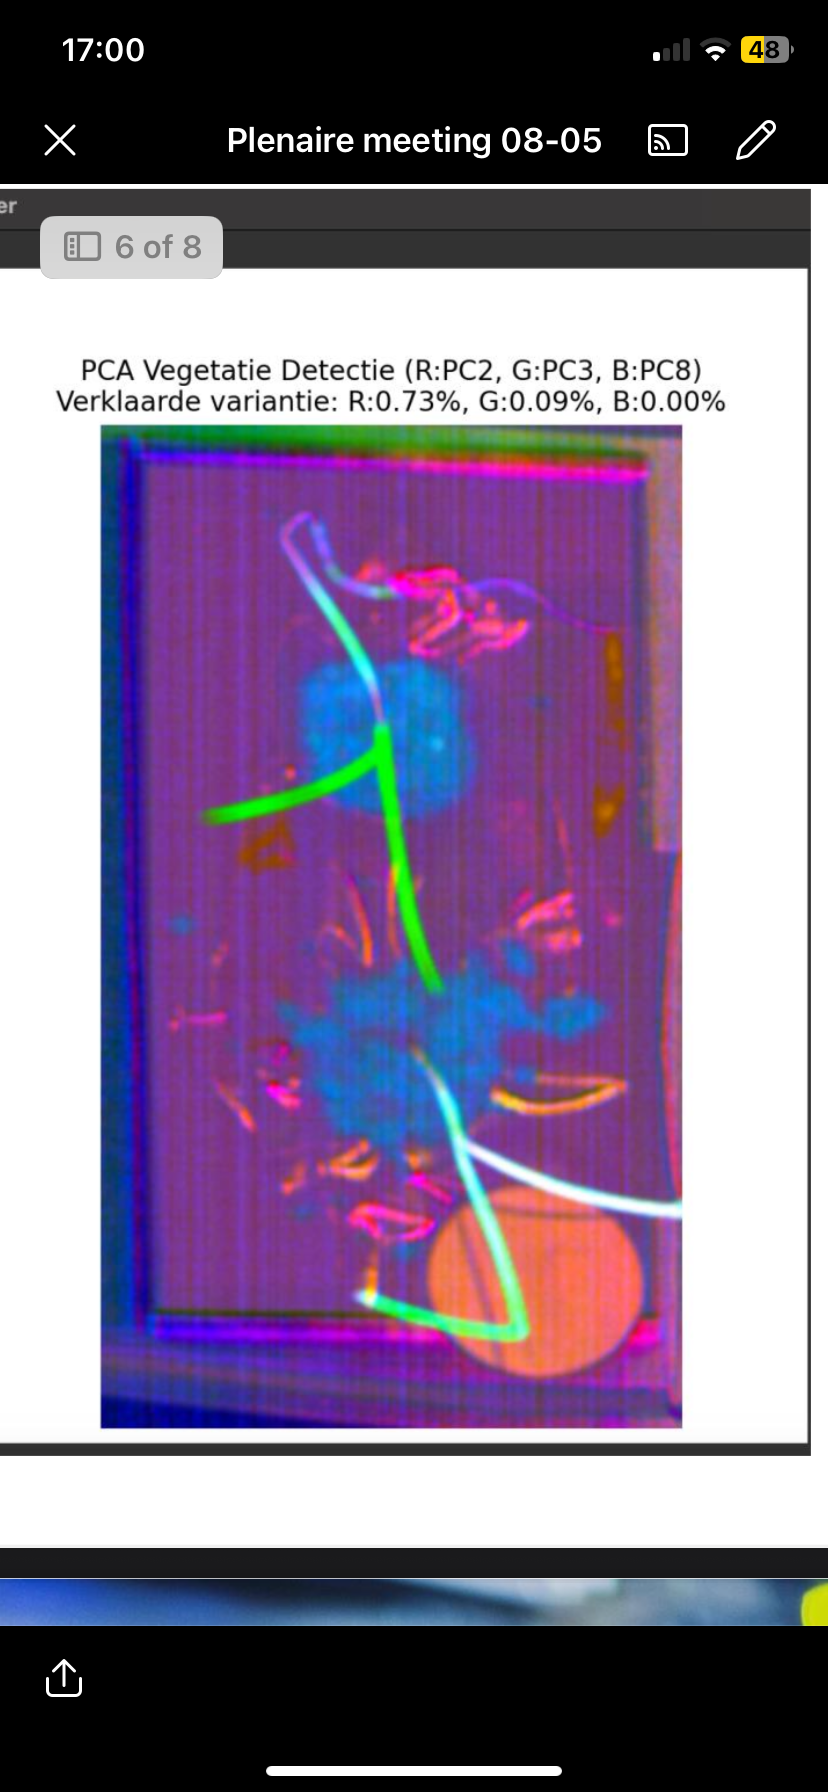 17:00
48
Plenaire meeting 08-05
er
6 of 8
PCA Vegetatie Detectie (R:PC2, G:PC3, B:PC8)
Verklaarde variantie: R:0.73%, G:0.09%, B:0.00%